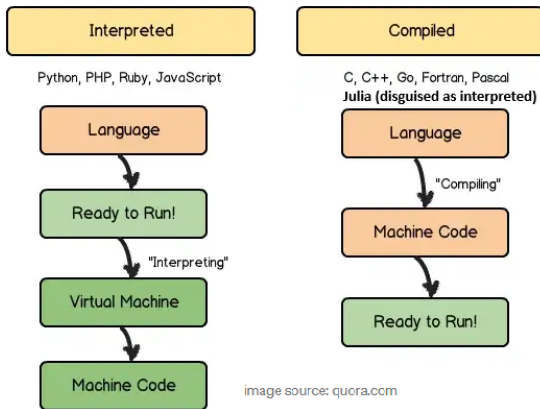 Interpreted
Python, PHP, Ruby, JavaScript
Language
Ready to Run!
"Interpreting"
Virtual Machine
Machine Code
Compiled
C, C++, Go, Fortran, Pascal
Julia (disguised as interpreted)
Language
"Compiling"
Machine Code
Ready to Run!
image source: quora.com